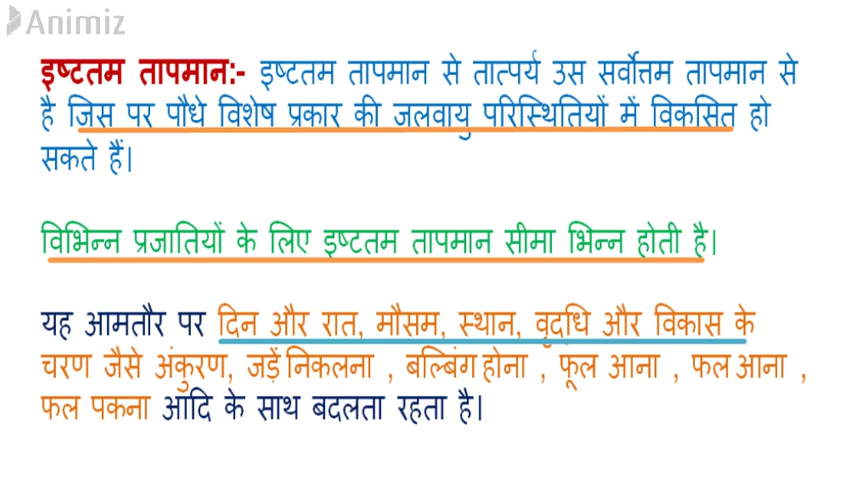 Animiz
इष्टतम तापमान:- इष्टतम तापमान से तात्पर्य उस सर्वोत्तम तापमान से
है जिस पर पौधे विशेष प्रकार की जलवायु परिस्थितियों में विकसित हो
सकते हैं।
विभिन्न प्रजातियों के लिए इष्टतम तापमान सीमा भिन्न होती है।
यह आमतौर पर दिन और रात, मौसम, स्थान, वृद्धि और विकास के
चरण जैसे अंकुरण, जड़ें निकलना , बल्बिंग होना , फूल आना , फल आना ,
फल पकना आदि के साथ बदलता रहता है।